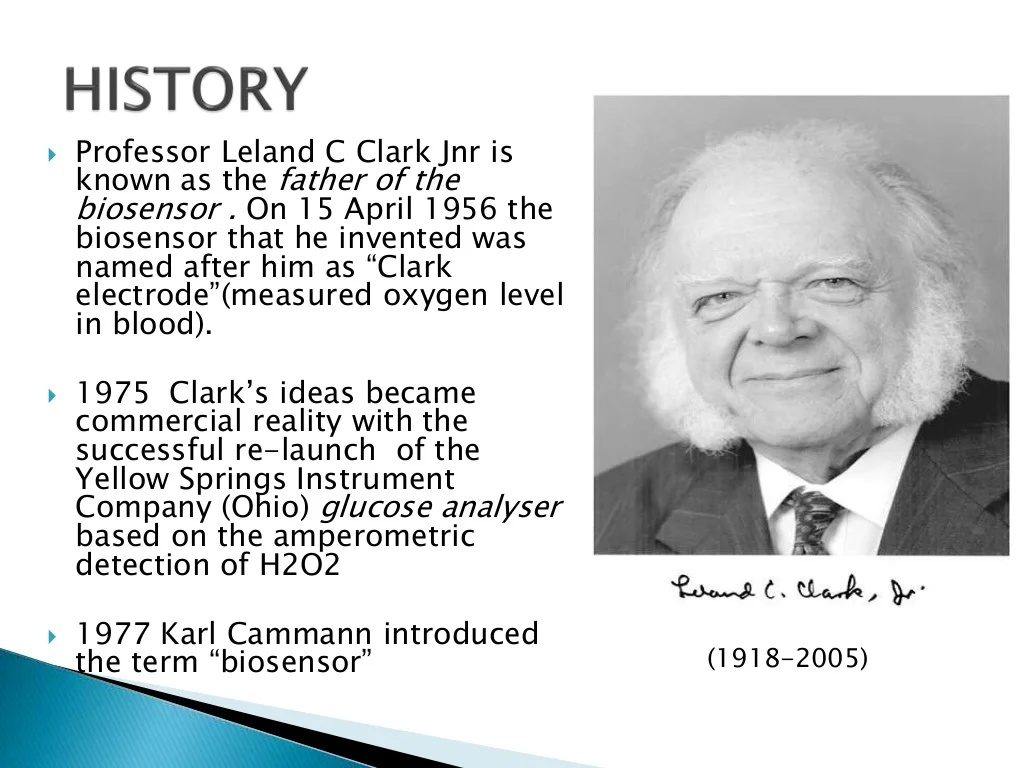 HISTORY
Professor Leland C Clark Jnr is
known as the father of the
biosensor . On 15 April 1956 the
biosensor that he invented was
named after him as “Clark
electrode”(measured oxygen level
in blood).
1975  Clark’s ideas became
commercial reality with the
successful re-launch  of the
Yellow Springs Instrument
Company (Ohio) glucose analyser
based on the amperometric
detection of H2O2
1977 Karl Cammann introduced
the term “biosensor”
Leland C. Clark, Jr.
(1918-2005)